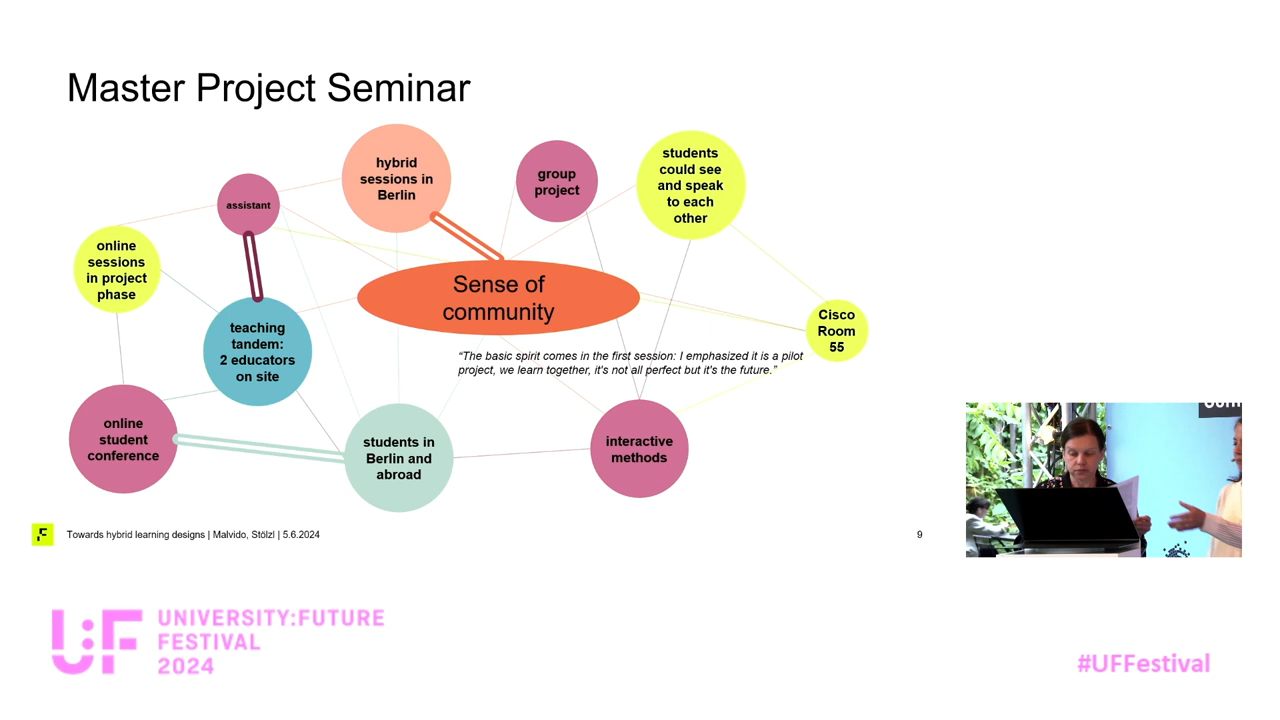 Master Project Seminar
hybrid
sessions in
Berlin
group
project
students
could see
and speak
to each
other
assistant
online
sessions
in project
phase
Sense of
community
Cisco
Room
55
teaching
tandem:
2 educators
on site
“The basic spirit comes in the first session: I emphasized it is a pilot
project, we learn together, it's not all perfect but it's the future.”
online
student
conference
students in
Berlin and
abroad
interactive
methods
Towards hybrid learning designs | Malvido, Stölzl | 5.6.2024
9
U:F
UNIVERSITY:FUTURE
FESTIVAL
2024
#UFFestival